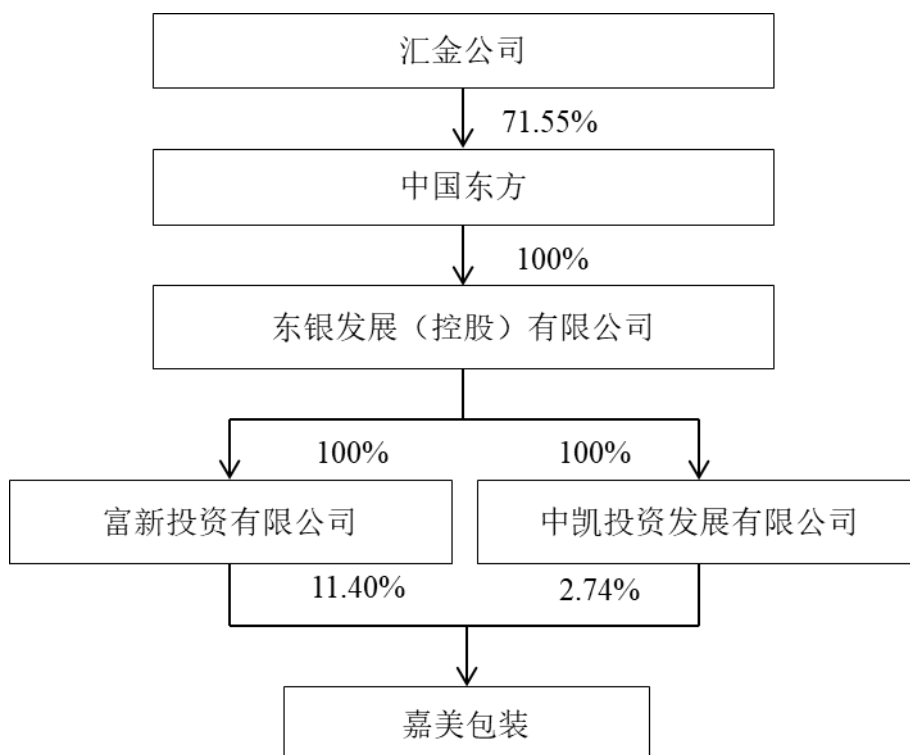 汇金公司
71.55%
中国东方
100%
东银发展（控股）有限公司
100%
100%
富新投资有限公司
中凯投资发展有限公司
11.40%
2.74%
嘉美包装